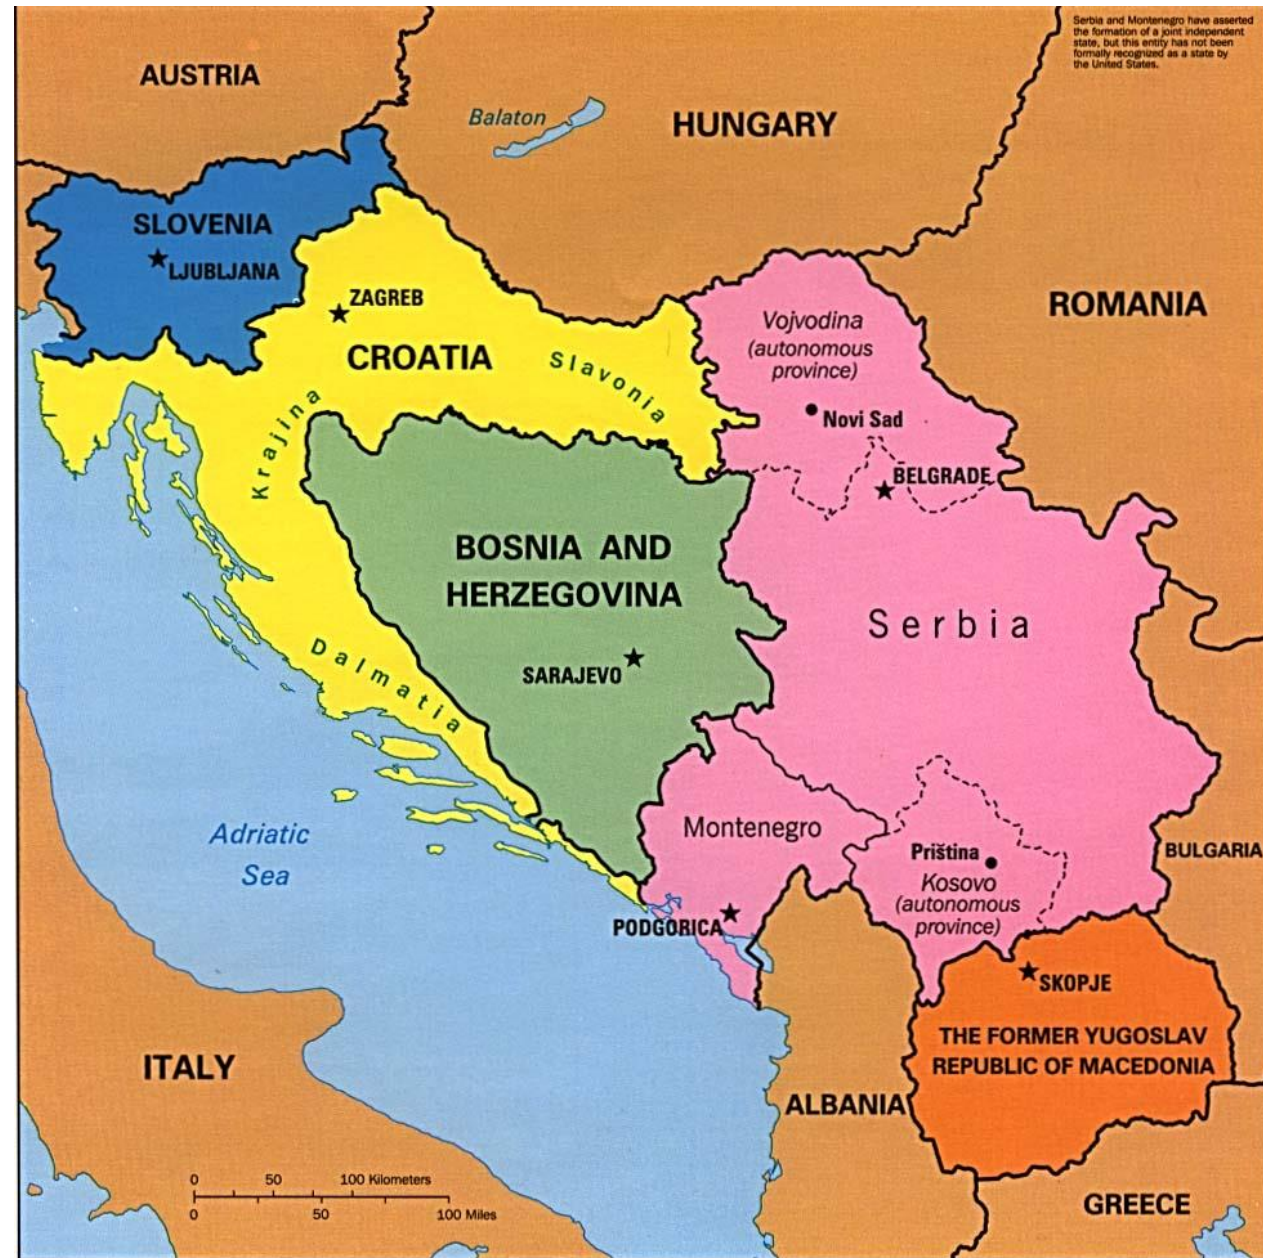 Serbia and Montenegro have asserted
the formation of a joint independent
state, but this entity has not been
formally recognized as a state by
the United States.
AUSTRIA
Balaton
HUNGARY
SLOVENIA
LJUBLJANA
ZAGREB
CROATIA
Slavonia
Krajina
Vojvodina
(autonomous
province)
Novi Sad
ROMANIA
BELGRADE
BOSNIA AND
HERZEGOVINA
SARAJEVO
Serbia
Dalmatia
Adriatic
Sea
Montenegro
Priština
Kosovo
(autonomous
province)
BULGARIA
PODGORICA
SKOPJE
THE FORMER YUGOSLAV
REPUBLIC OF MACEDONIA
ITALY
ALBANIA
GREECE
0 50 100 Kilometers
0 50 100 Miles